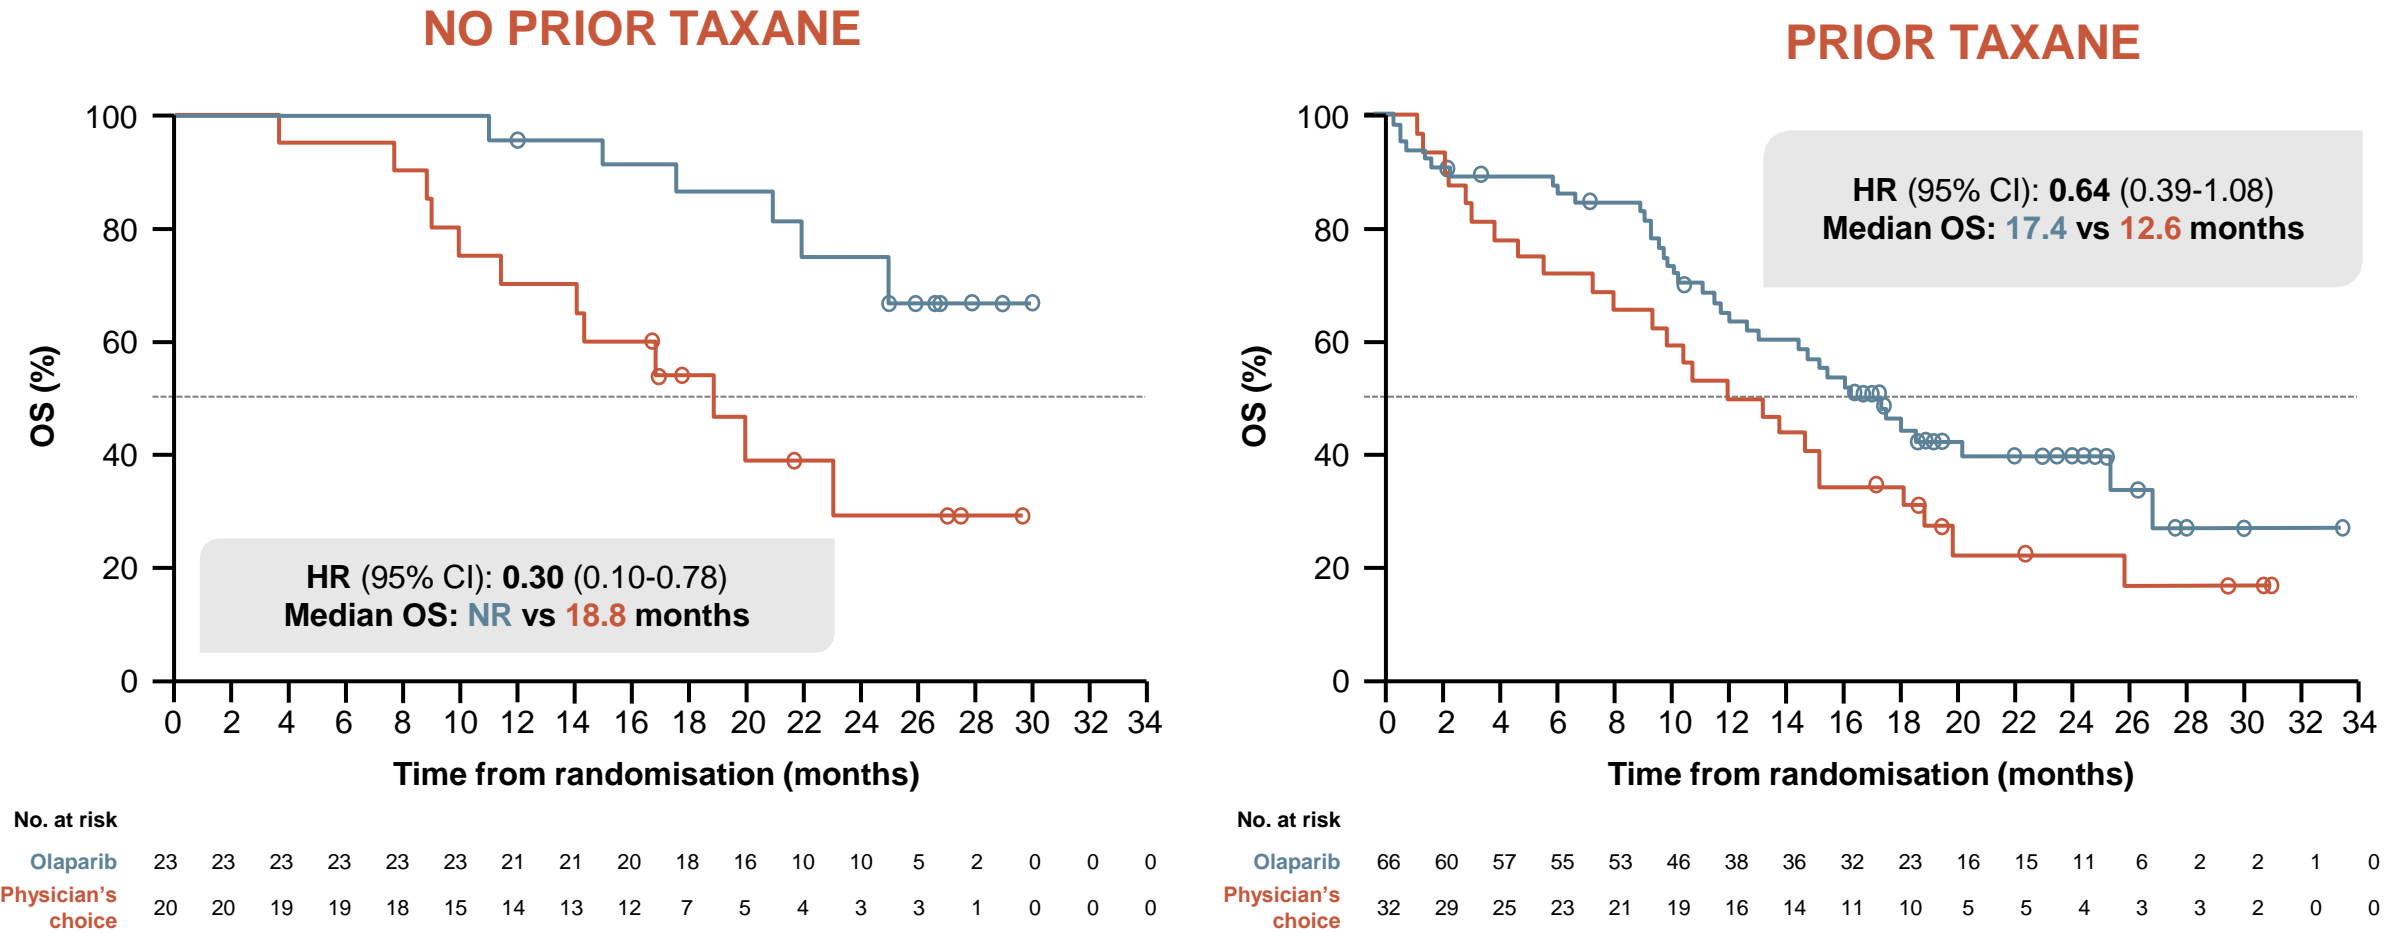 NO PRIOR TAXANE
100
80
60
40
20
0
OS (%)
HR (95% CI): 0.30 (0.10-0.78)
Median OS: NR vs 18.8 months
0 2 4 6 8 10 12 14 16 18 20 22 24 26 28 30 32 34
Time from randomisation (months)
No. at risk
Olaparib 23 23 23 23 23 23 21 21 20 18 16 10 10 5 2 0 0 0
Physician’s
choice 20 20 19 19 18 15 14 13 12 7 5 4 3 3 1 0 0 0
PRIOR TAXANE
100
80
60
40
20
0
OS (%)
HR (95% CI): 0.64 (0.39-1.08)
Median OS: 17.4 vs 12.6 months
0 2 4 6 8 10 12 14 16 18 20 22 24 26 28 30 32 34
Time from randomisation (months)
No. at risk
Olaparib 66 60 57 55 53 46 38 36 32 23 16 15 11 6 2 2 1 0
Physician’s
choice 32 29 25 23 21 19 16 14 11 10 5 5 4 3 3 2 0 0